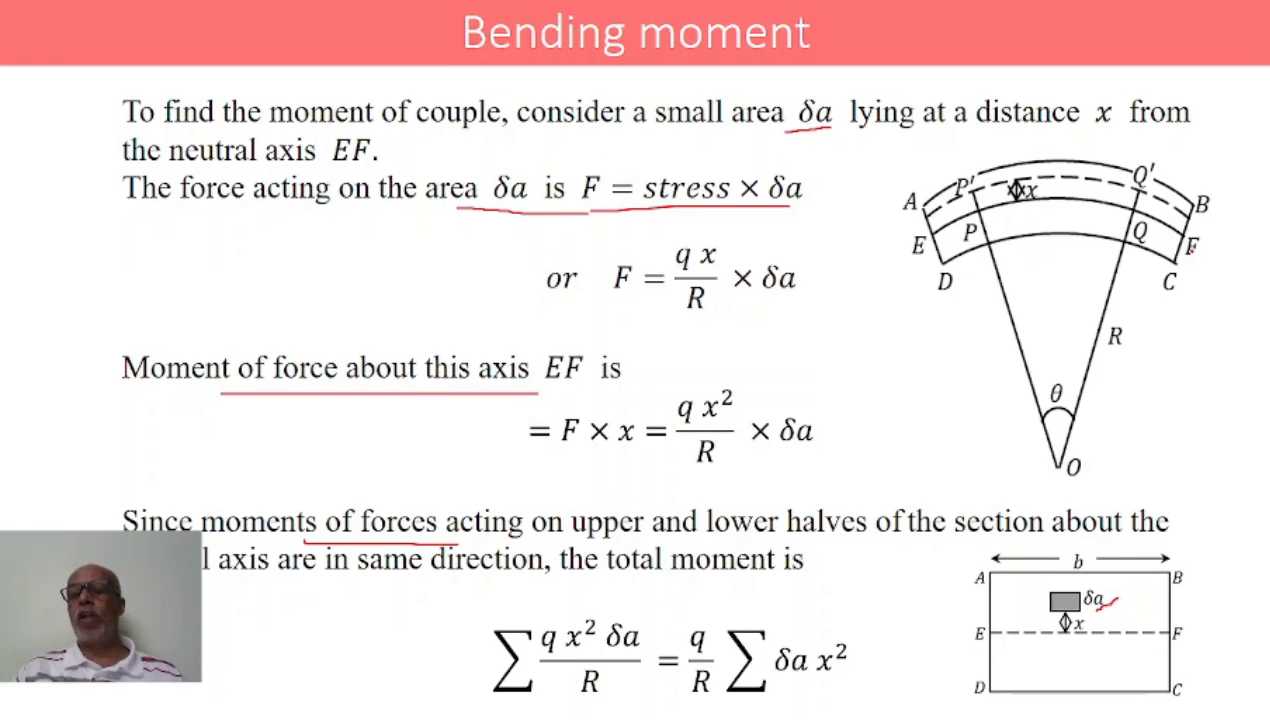 Bending moment
To find the moment of couple, consider a small area δa lying at a distance x from
the neutral axis EF.
The force acting on the area δa is F = stress × δa
or F = q x / R × δa
Moment of force about this axis EF is
= F × x = q x² / R × δa
Since moments of forces acting on upper and lower halves of the section about the
l axis are in same direction, the total moment is
∑ q x² δa / R = q / R ∑ δa x²
A P' x Q' B
E P Q F
D C
R
θ
O
b
A B
δa
E x F
D C